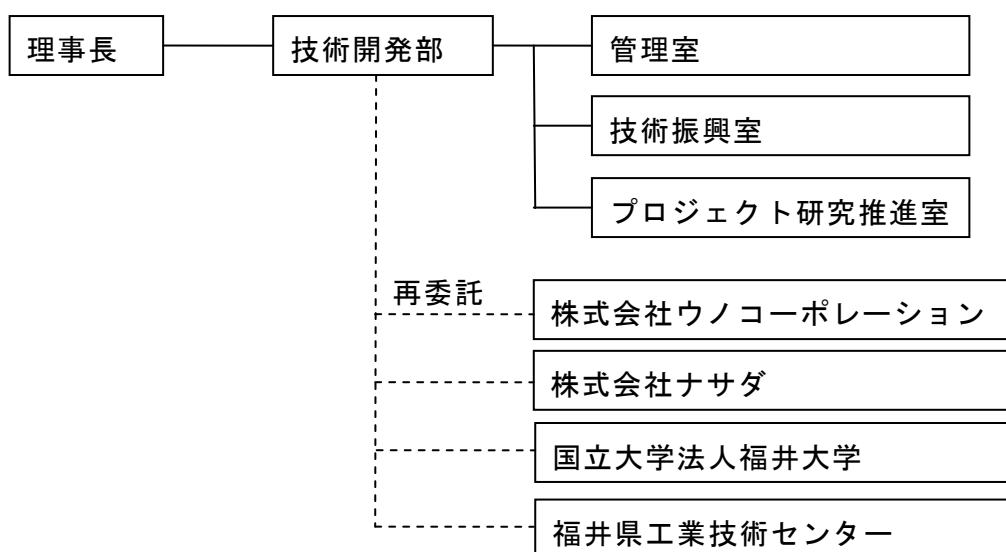 理事長
技術開発部
管理室
技術振興室
プロジェクト研究推進室
再委託
株式会社ウノコーポレーション
株式会社ナサダ
国立大学法人福井大学
福井県工業技術センター